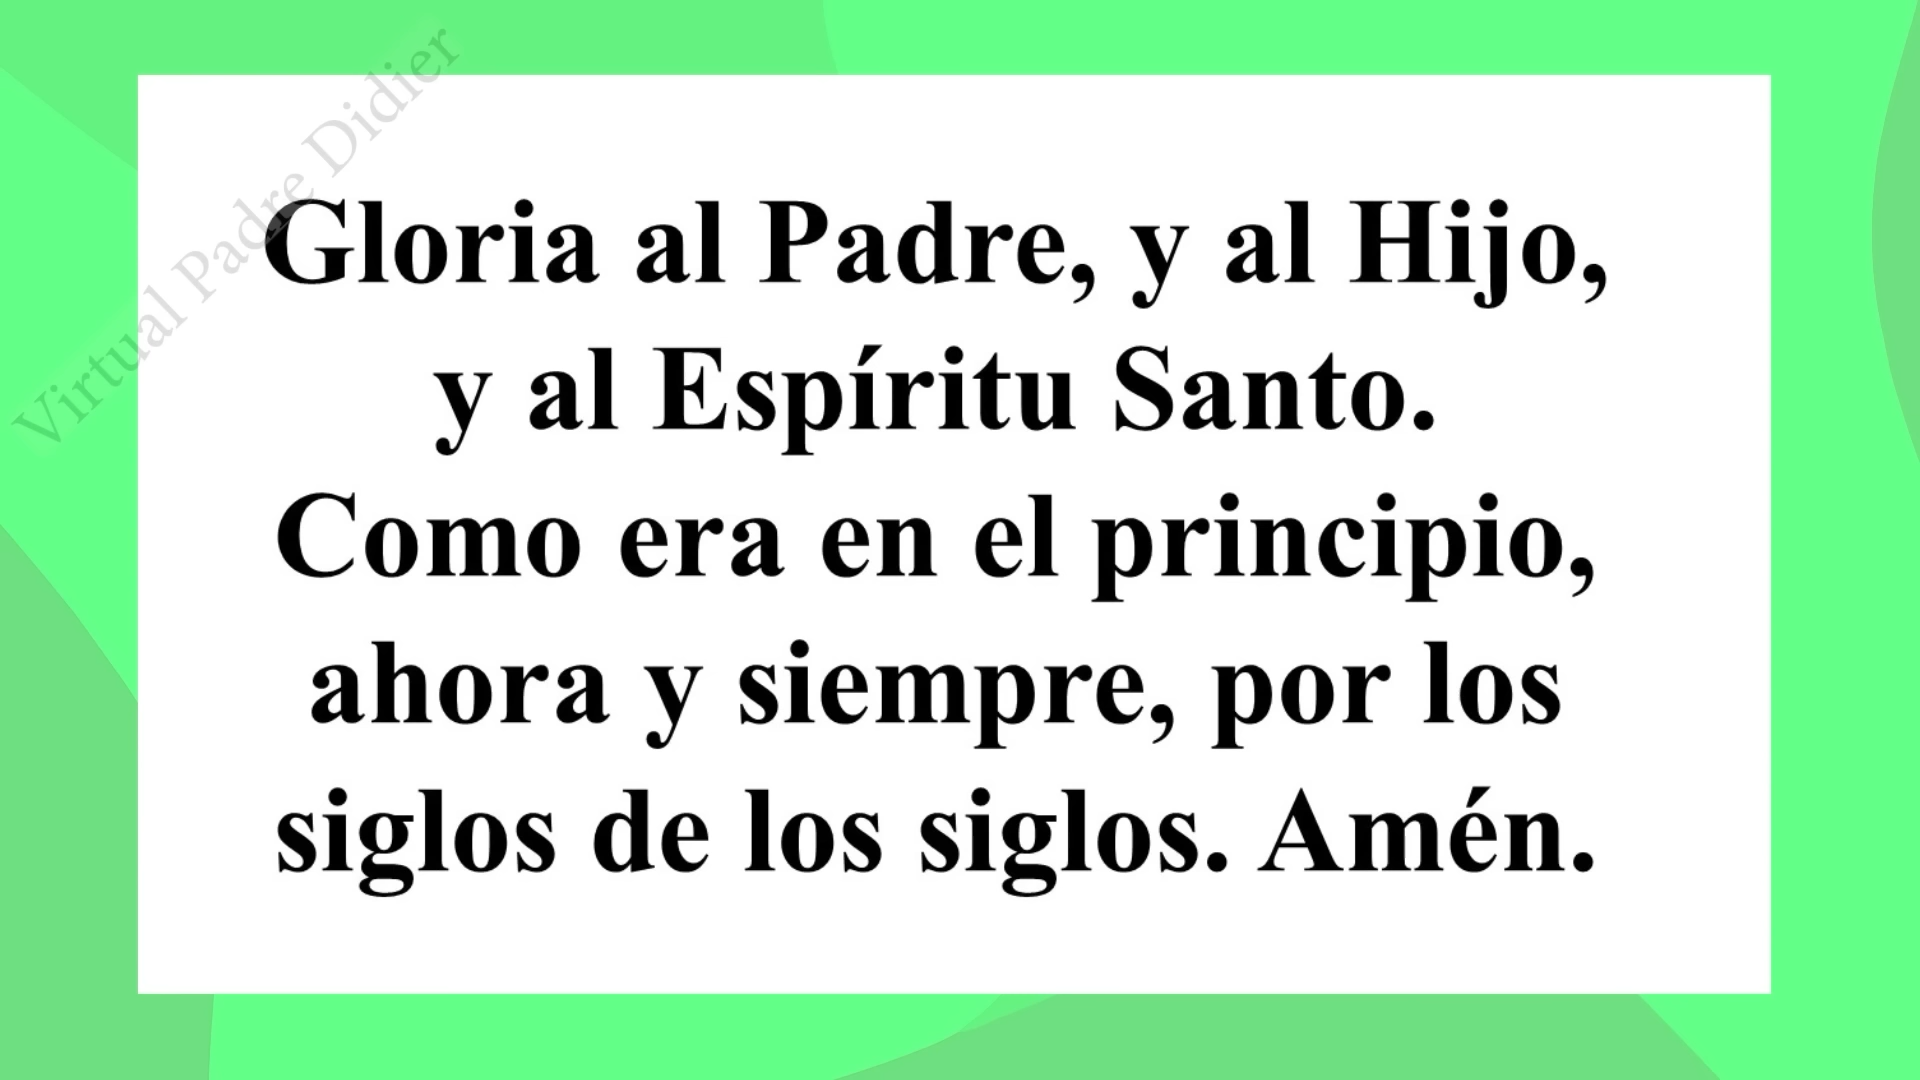 Virtual Padre Didier
Gloria al Padre, y al Hijo,
y al Espíritu Santo.
Como era en el principio,
ahora y siempre, por los
siglos de los siglos. Amén.